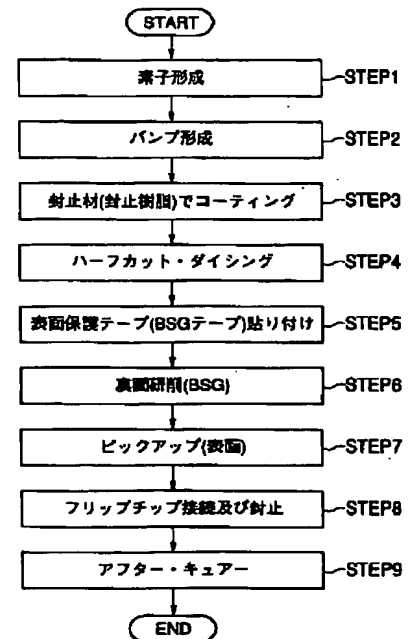 START
素子形成 STEP1
バンプ形成 STEP2
封止材(封止樹脂)でコーティング STEP3
ハーフカット・ダイシング STEP4
表面保護テープ(BSGテープ)貼り付け STEP5
裏面研削(BSG) STEP6
ピックアップ(表面) STEP7
フリップチップ接続及び封止 STEP8
アフター・キュアー STEP9
END